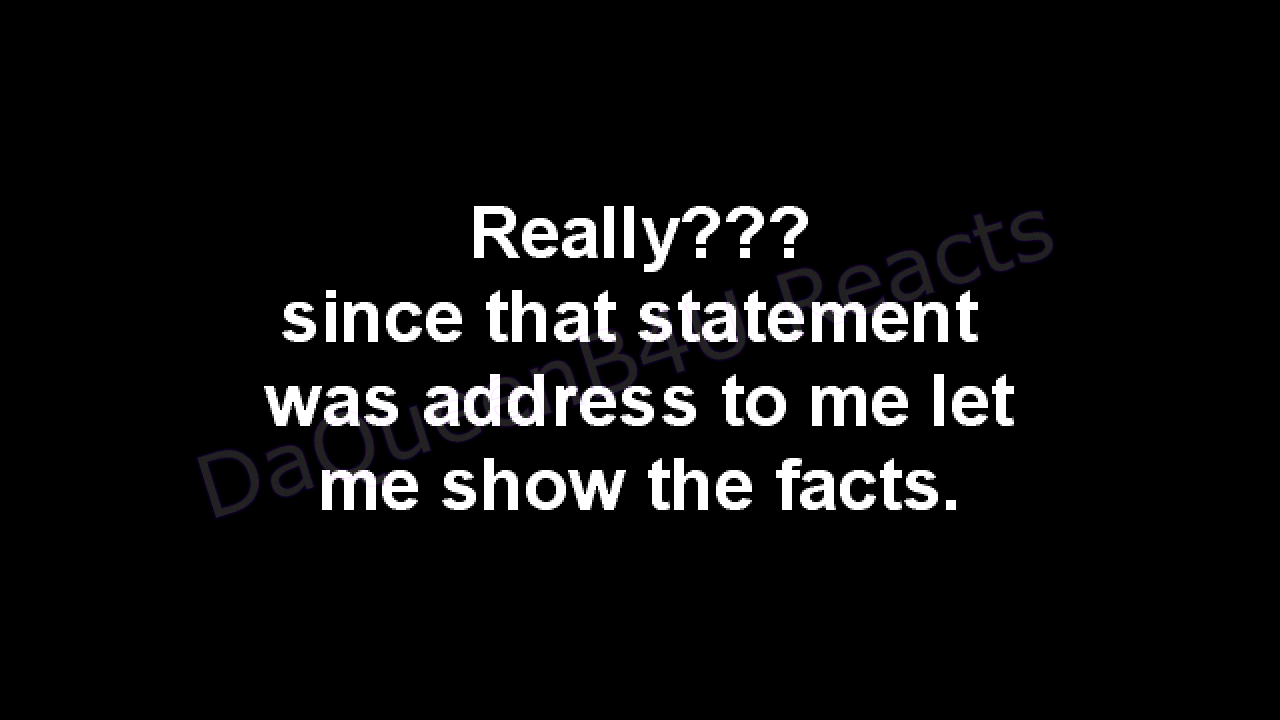 Really???
since that statement
was address to me let
me show the facts.
DaQueenB4U Reacts